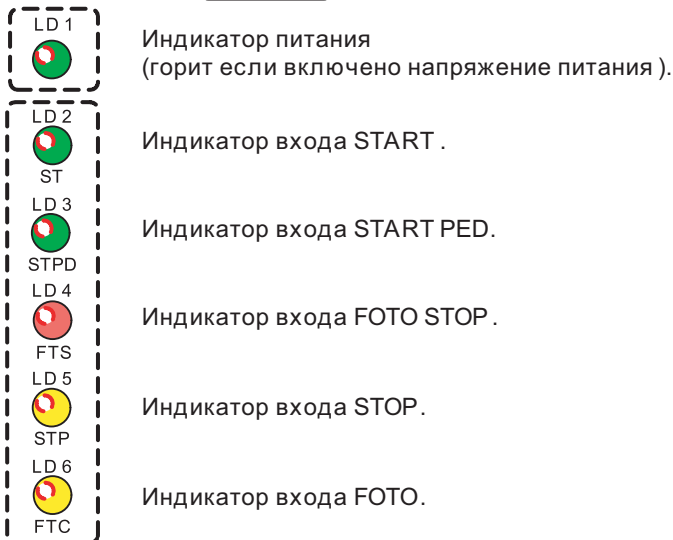 LD 1
Индикатор питания
(горит если включено напряжение питания ).
LD 2
Индикатор входа START .
ST
LD 3
Индикатор входа START PED.
STPD
LD 4
Индикатор входа FOTO STOP .
FTS
LD 5
Индикатор входа STOP.
STP
LD 6
Индикатор входа FOTO.
FTC